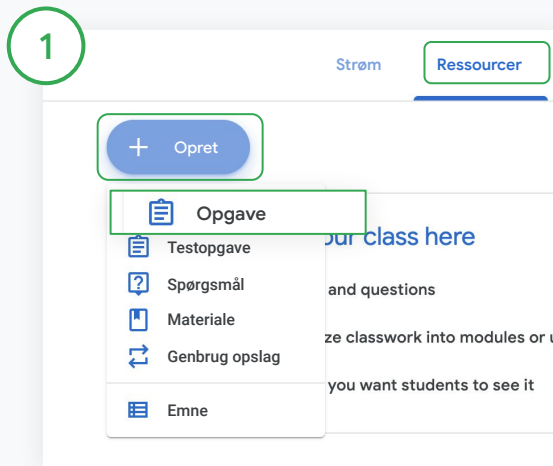 1
Strøm Ressourcer
Opret
Opgave
Testopgave
our class here
Spørgsmål
and questions
Materiale
ze classwork into modules or u
Genbrug opslag
you want students to see it
Emne